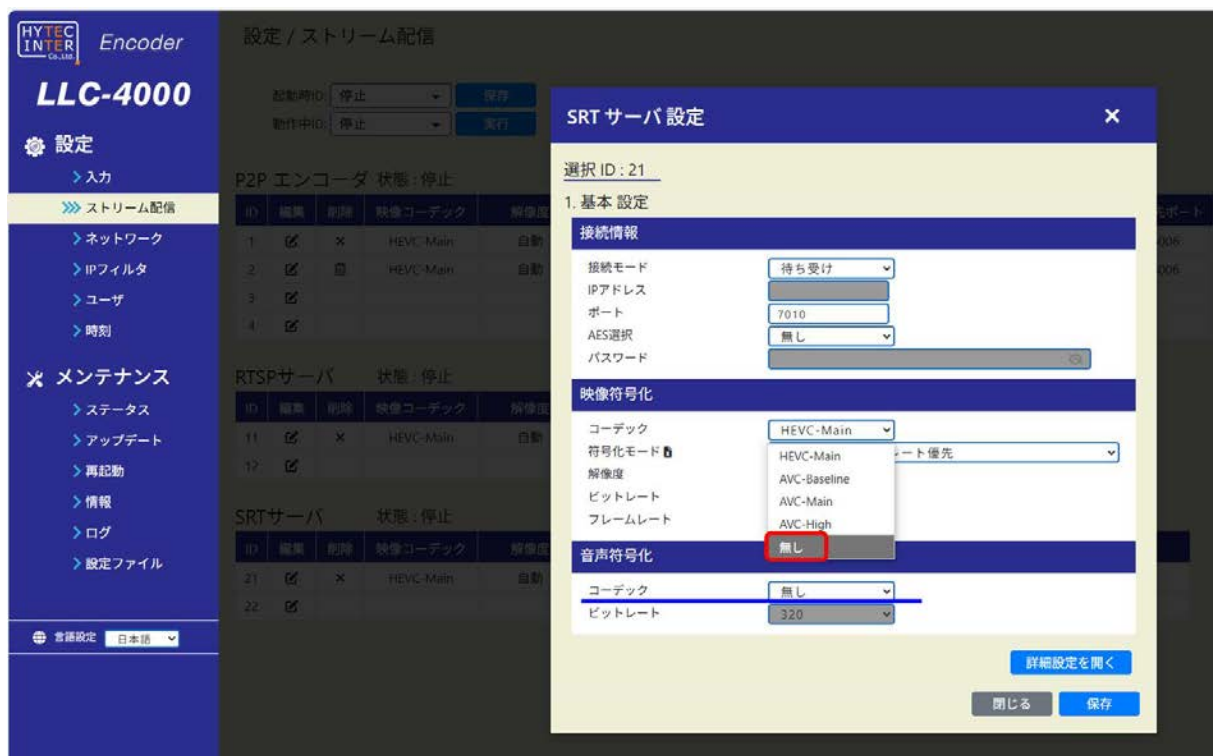 HYTEC
INTER
Co.,Ltd.
Encoder
LLC-4000
設定
入力
ストリーム配信
ネットワーク
IPフィルタ
ユーザ
時刻
メンテナンス
ステータス
アップデート
再起動
情報
ログ
設定ファイル
言語設定 日本語
設定 / ストリーム配信
起動時ID: 停止 保存
動作中ID: 停止 実行
P2P エンコーダ 状態 : 停止
ID 編集 削除 映像コーデック 解像度
1 HEVC-Main 自動
2 HEVC-Main 自動
3
4
RTSPサーバ 状態 : 停止
ID 編集 削除 映像コーデック 解像度
11 HEVC-Main 自動
12
SRTサーバ 状態 : 停止
ID 編集 削除 映像コーデック 解像度
21 HEVC-Main 自動
22
SRT サーバ 設定
選択 ID : 21
1. 基本 設定
接続情報
接続モード 待ち受け
IPアドレス
ポート 7010
AES選択 無し
パスワード
映像符号化
コーデック HEVC-Main
符号化モード ート優先
解像度
ビットレート
フレームレート
HEVC-Main
AVC-Baseline
AVC-Main
AVC-High
無し
音声符号化
コーデック 無し
ビットレート 320
詳細設定を開く
閉じる 保存